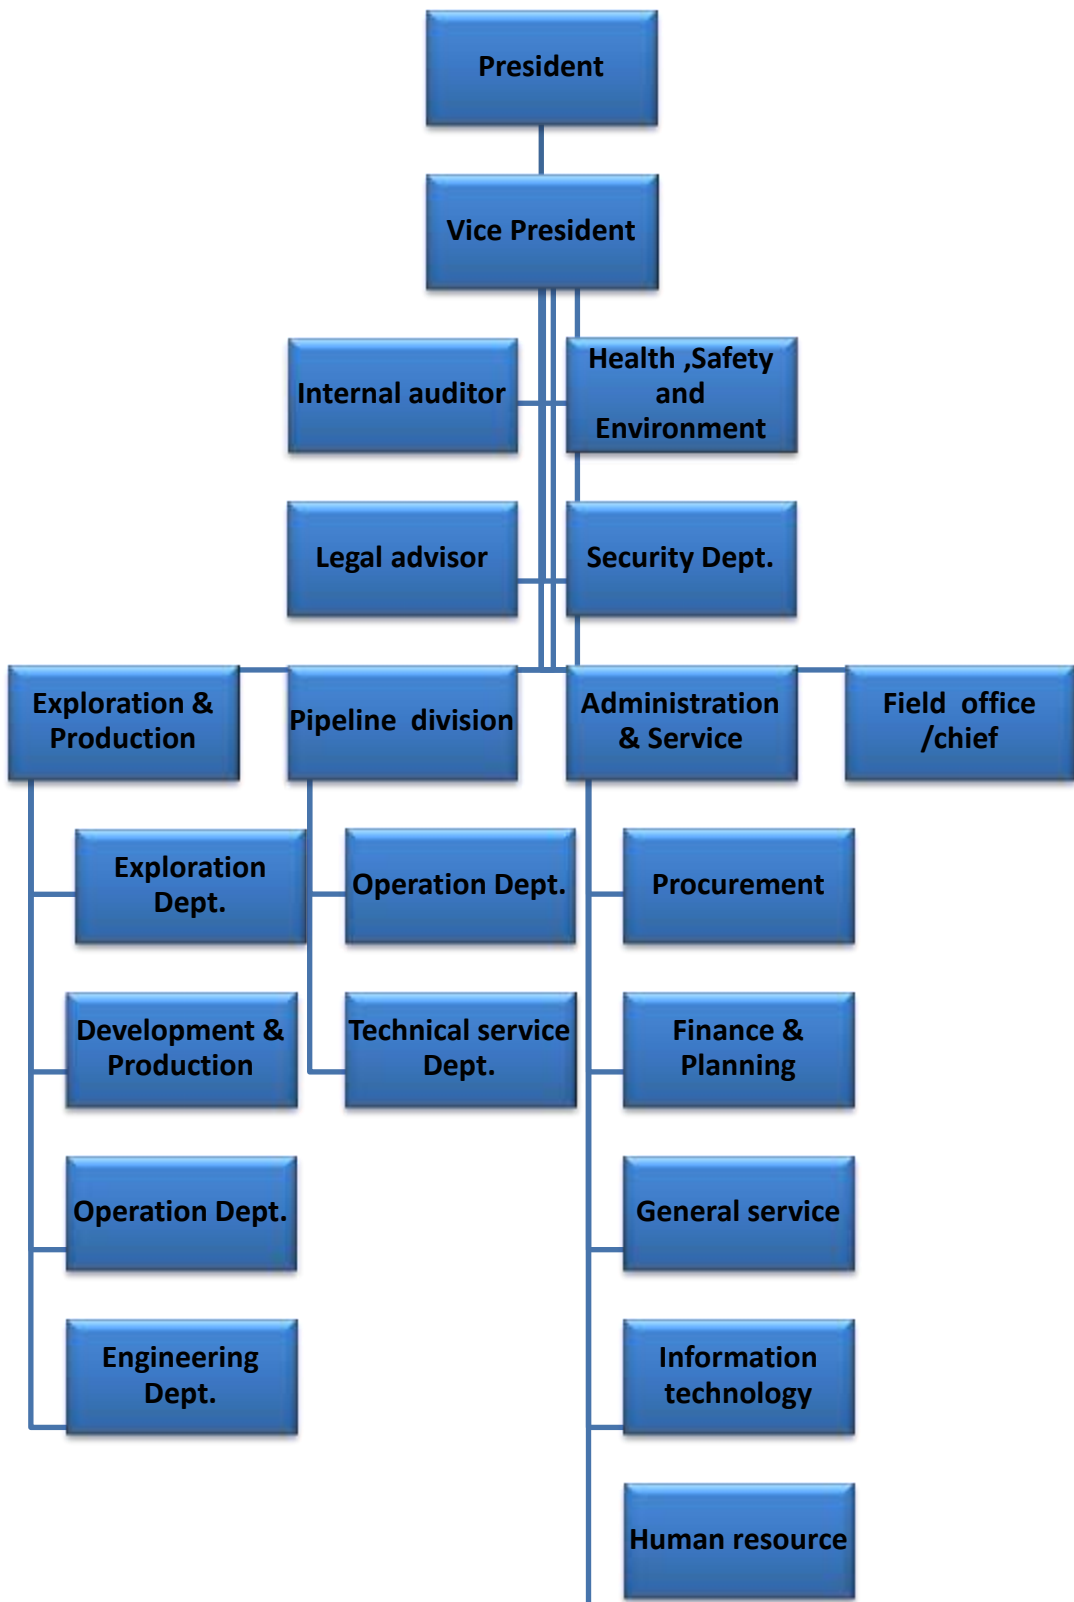 President
Vice President
Internal auditor
Health ,Safety
and
Environment
Legal advisor
Security Dept.
Exploration &
Production
Pipeline  division
Administration
& Service
Field  office
/chief
Exploration
Dept.
Operation Dept.
Procurement
Development &
Production
Technical service
Dept.
Finance &
Planning
Operation Dept.
General service
Engineering
Dept.
Information
technology
Human resource